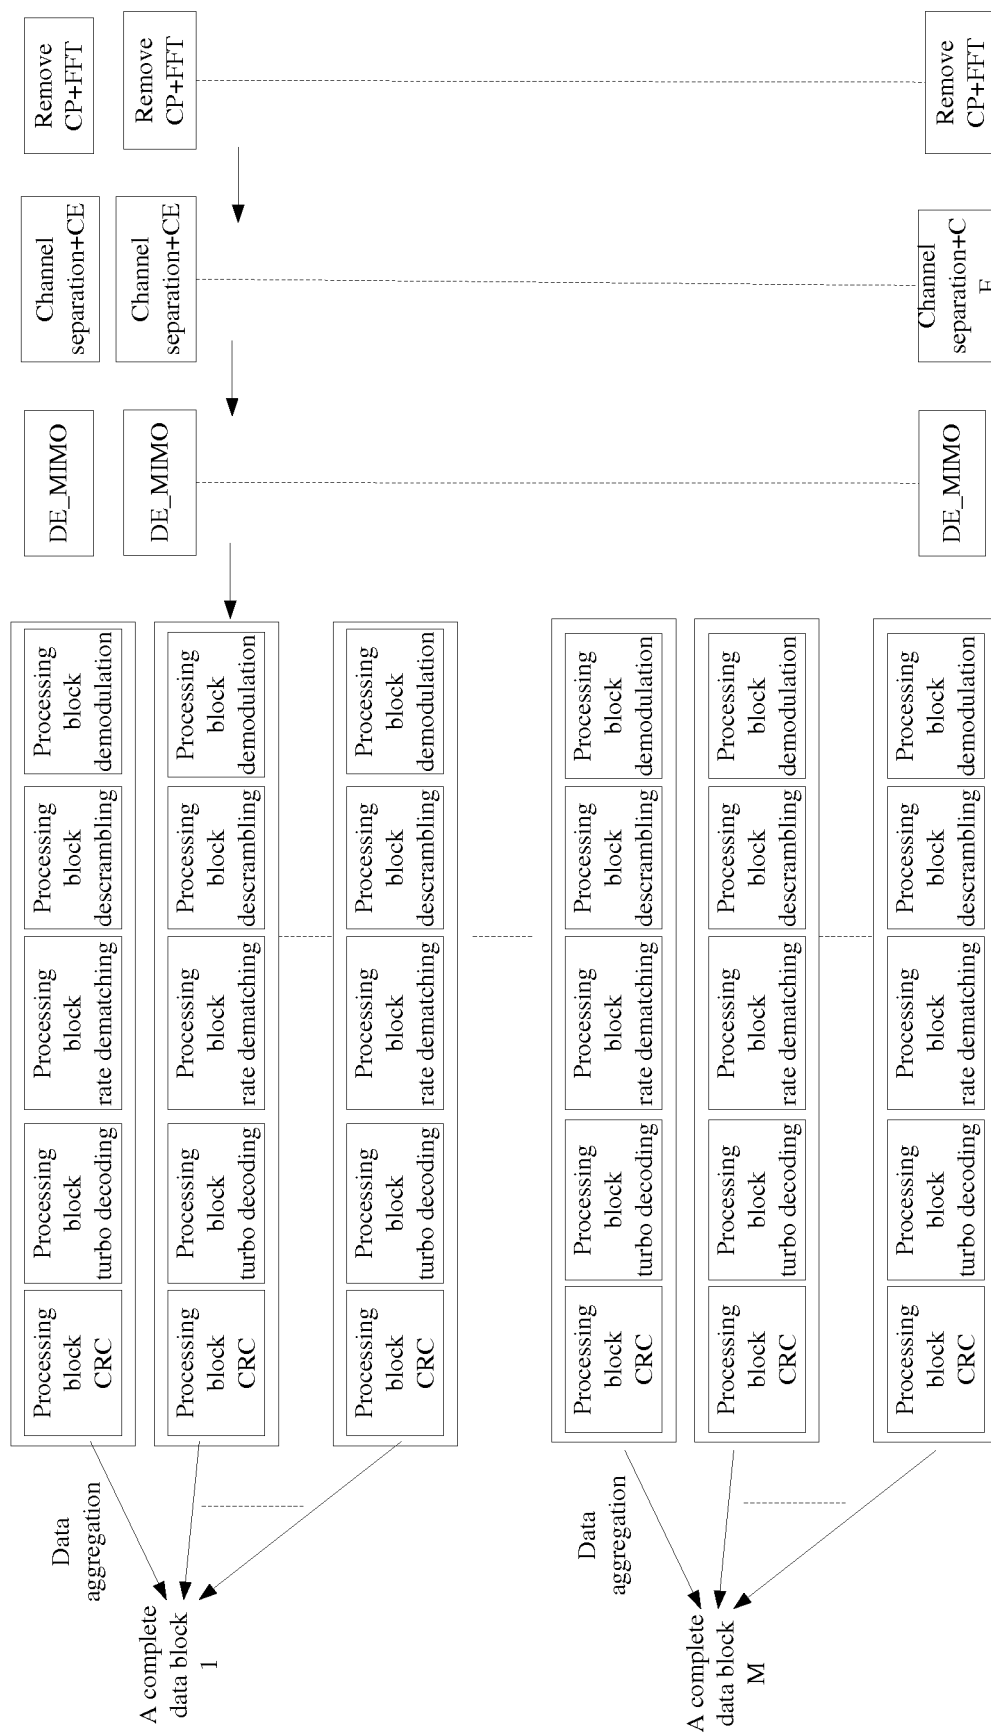 Remove
CP+FFT
Remove
CP+FFT
Remove
CP+FFT
Channel
separation+CE
Channel
separation+CE
Channel
separation+C
E
DE_MIMO
DE_MIMO
DE_MIMO
Processing
block
demodulation
Processing
block
demodulation
Processing
block
demodulation
Processing
block
demodulation
Processing
block
demodulation
Processing
block
demodulation
Processing
block
descrambling
Processing
block
descrambling
Processing
block
descrambling
Processing
block
descrambling
Processing
block
descrambling
Processing
block
descrambling
Processing
block
rate dematching
Processing
block
rate dematching
Processing
block
rate dematching
Processing
block
rate dematching
Processing
block
rate dematching
Processing
block
rate dematching
Processing
block
turbo decoding
Processing
block
turbo decoding
Processing
block
turbo decoding
Processing
block
turbo decoding
Processing
block
turbo decoding
Processing
block
turbo decoding
Processing
block
CRC
Processing
block
CRC
Processing
block
CRC
Processing
block
CRC
Processing
block
CRC
Processing
block
CRC
Data
aggregation
Data
aggregation
A complete
data block
1
A complete
data block
M